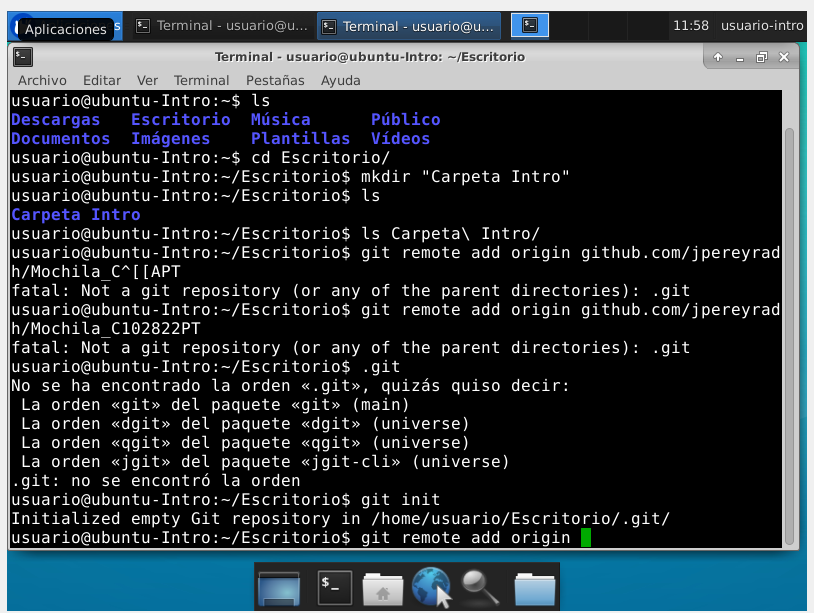 Aplicaciones
s
Terminal - usuario@u...
Terminal - usuario@u...
11:58
usuario-intro
Terminal - usuario@ubuntu-Intro: ~/Escritorio
Archivo Editar Ver Terminal Pestañas Ayuda
usuario@ubuntu-Intro:~$ ls
Descargas Escritorio Música Público
Documentos Imágenes Plantillas Vídeos
usuario@ubuntu-Intro:~$ cd Escritorio/
usuario@ubuntu-Intro:~/Escritorio$ mkdir "Carpeta Intro"
usuario@ubuntu-Intro:~/Escritorio$ ls
Carpeta Intro
usuario@ubuntu-Intro:~/Escritorio$ ls Carpeta\ Intro/
usuario@ubuntu-Intro:~/Escritorio$ git remote add origin github.com/jpereyrad
h/Mochila_C^[[APT
fatal: Not a git repository (or any of the parent directories): .git
usuario@ubuntu-Intro:~/Escritorio$ git remote add origin github.com/jpereyrad
h/Mochila_C102822PT
fatal: Not a git repository (or any of the parent directories): .git
usuario@ubuntu-Intro:~/Escritorio$ .git
No se ha encontrado la orden «.git», quizás quiso decir:
La orden «git» del paquete «git» (main)
La orden «dgit» del paquete «dgit» (universe)
La orden «qgit» del paquete «qgit» (universe)
La orden «jgit» del paquete «jgit-cli» (universe)
.git: no se encontró la orden
usuario@ubuntu-Intro:~/Escritorio$ git init
Initialized empty Git repository in /home/usuario/Escritorio/.git/
usuario@ubuntu-Intro:~/Escritorio$ git remote add origin